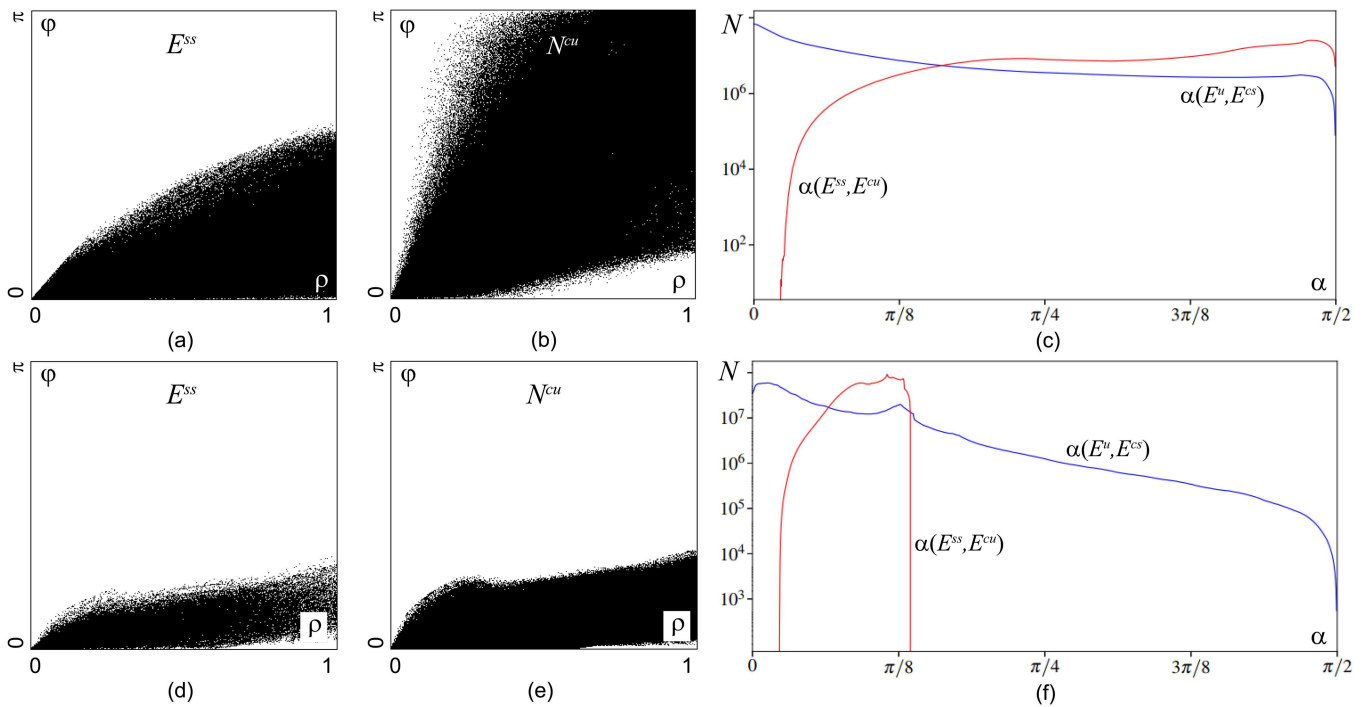 π φ E^ss
0 ρ
0 1
(a)
π φ N^cu
0 ρ
0 1
(b)
N
10^6
10^4
10^2
α(E^u,E^cs)
α(E^ss,E^cu)
α
0 π/8 π/4 3π/8 π/2
(c)
π φ E^ss
0 ρ
0 1
(d)
π φ N^cu
0 ρ
0 1
(e)
N
10^7
10^6
10^5
10^4
10^3
α(E^u,E^cs)
α(E^ss,E^cu)
α
0 π/8 π/4 3π/8 π/2
(f)